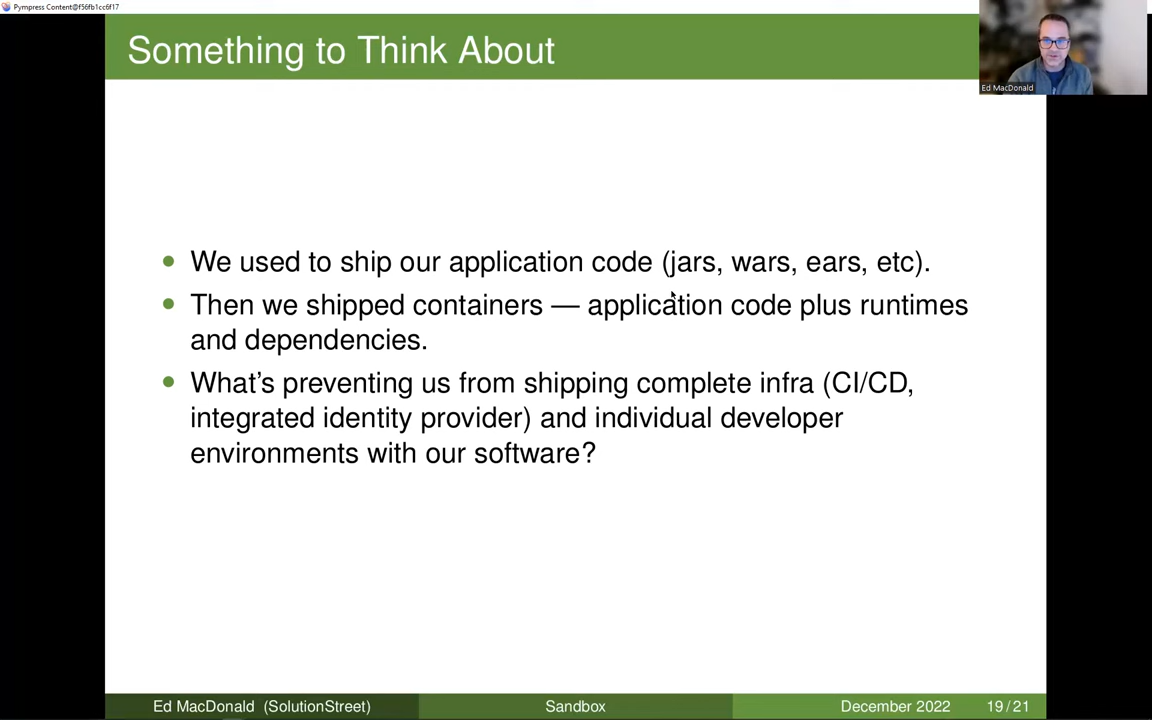 Pympress Content@f56fb1cc6f17
Something to Think About
Ed MacDonald
We used to ship our application code (jars, wars, ears, etc).
Then we shipped containers — application code plus runtimes
and dependencies.
What's preventing us from shipping complete infra (CI/CD,
integrated identity provider) and individual developer
environments with our software?
Ed MacDonald (SolutionStreet)
Sandbox
December 2022
19 / 21